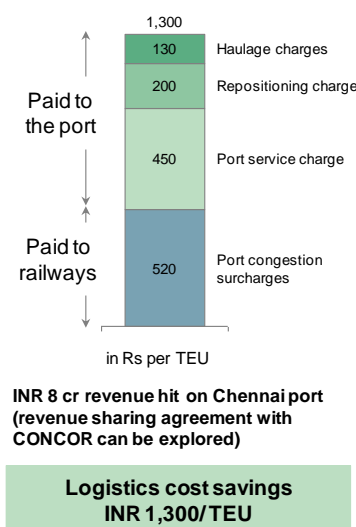 1,300
130 Haulage charges
200 Repositioning charge
Paid to
the port
450 Port service charge
Paid to
railways
520 Port congestion
surcharges
in Rs per TEU
INR 8 cr revenue hit on Chennai port
(revenue sharing agreement with
CONCOR can be explored)
Logistics cost savings
INR 1,300/TEU